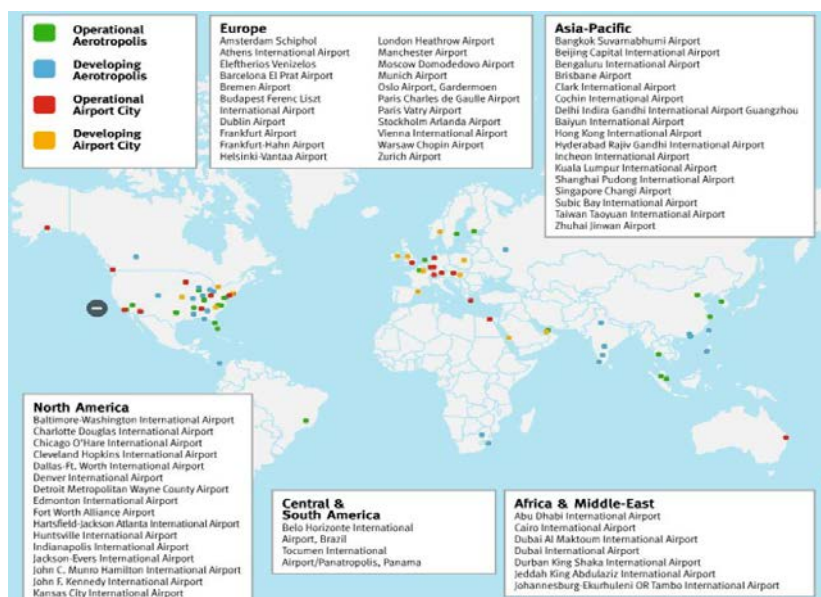 Operational
Aerotropolis
Developing
Aerotropolis
Operational
Airport City
Developing
Airport City
Europe
Amsterdam Schiphol
Athens International Airport
Eleftherios Venizelos
Barcelona El Prat Airport
Bremen Airport
Budapest Ferenc Liszt
International Airport
Dublin Airport
Frankfurt Airport
Frankfurt-Hahn Airport
Helsinki-Vantaa Airport
London Heathrow Airport
Manchester Airport
Moscow Domodedovo Airport
Munich Airport
Oslo Airport, Gardermoen
Paris Charles de Gaulle Airport
Paris Vatry Airport
Stockholm Arlanda Airport
Vienna International Airport
Warsaw Chopin Airport
Zurich Airport
Asia-Pacific
Bangkok Suvarnabhumi Airport
Beijing Capital International Airport
Bengaluru International Airport
Brisbane Airport
Clark International Airport
Cochin International Airport
Delhi Indira Gandhi International Airport Guangzhou
Baiyun International Airport
Hong Kong International Airport
Hyderabad Rajiv Gandhi International Airport
Incheon International Airport
Kuala Lumpur International Airport
Shanghai Pudong International Airport
Singapore Changi Airport
Subic Bay International Airport
Taiwan Taoyuan International Airport
Zhuhai Jinwan Airport
North America
Baltimore-Washington International Airport
Charlotte Douglas International Airport
Chicago O'Hare International Airport
Cleveland Hopkins International Airport
Dallas-Ft. Worth International Airport
Denver International Airport
Detroit Metropolitan Wayne County Airport
Edmonton International Airport
Fort Worth Alliance Airport
Hartsfield-Jackson Atlanta International Airport
Huntsville International Airport
Indianapolis International Airport
Jackson-Evers International Airport
John C. Munro Hamilton International Airport
John F. Kennedy International Airport
Kansas City International Airport
Central &
South America
Belo Horizonte International
Airport, Brazil
Tocumen International
Airport/Panatropolis, Panama
Africa & Middle-East
Abu Dhabi International Airport
Cairo International Airport
Dubai Al Maktoum International Airport
Dubai International Airport
Durban King Shaka International Airport
Jeddah King Abdulaziz International Airport
Johannesburg-Ekurhuleni OR Tambo International Airport